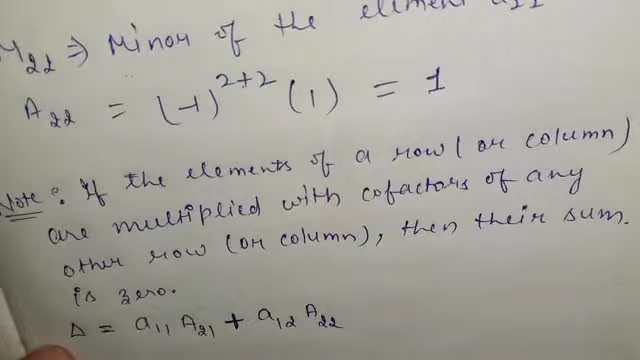 M22 ⇒ Minor of the element a22
A22 = (-1)^2+2 (1) = 1
Note: If the elements of a row (or column)
are multiplied with cofactors of any
other row (or column), then their sum
is zero.
Δ = a11 A21 + a12 A22